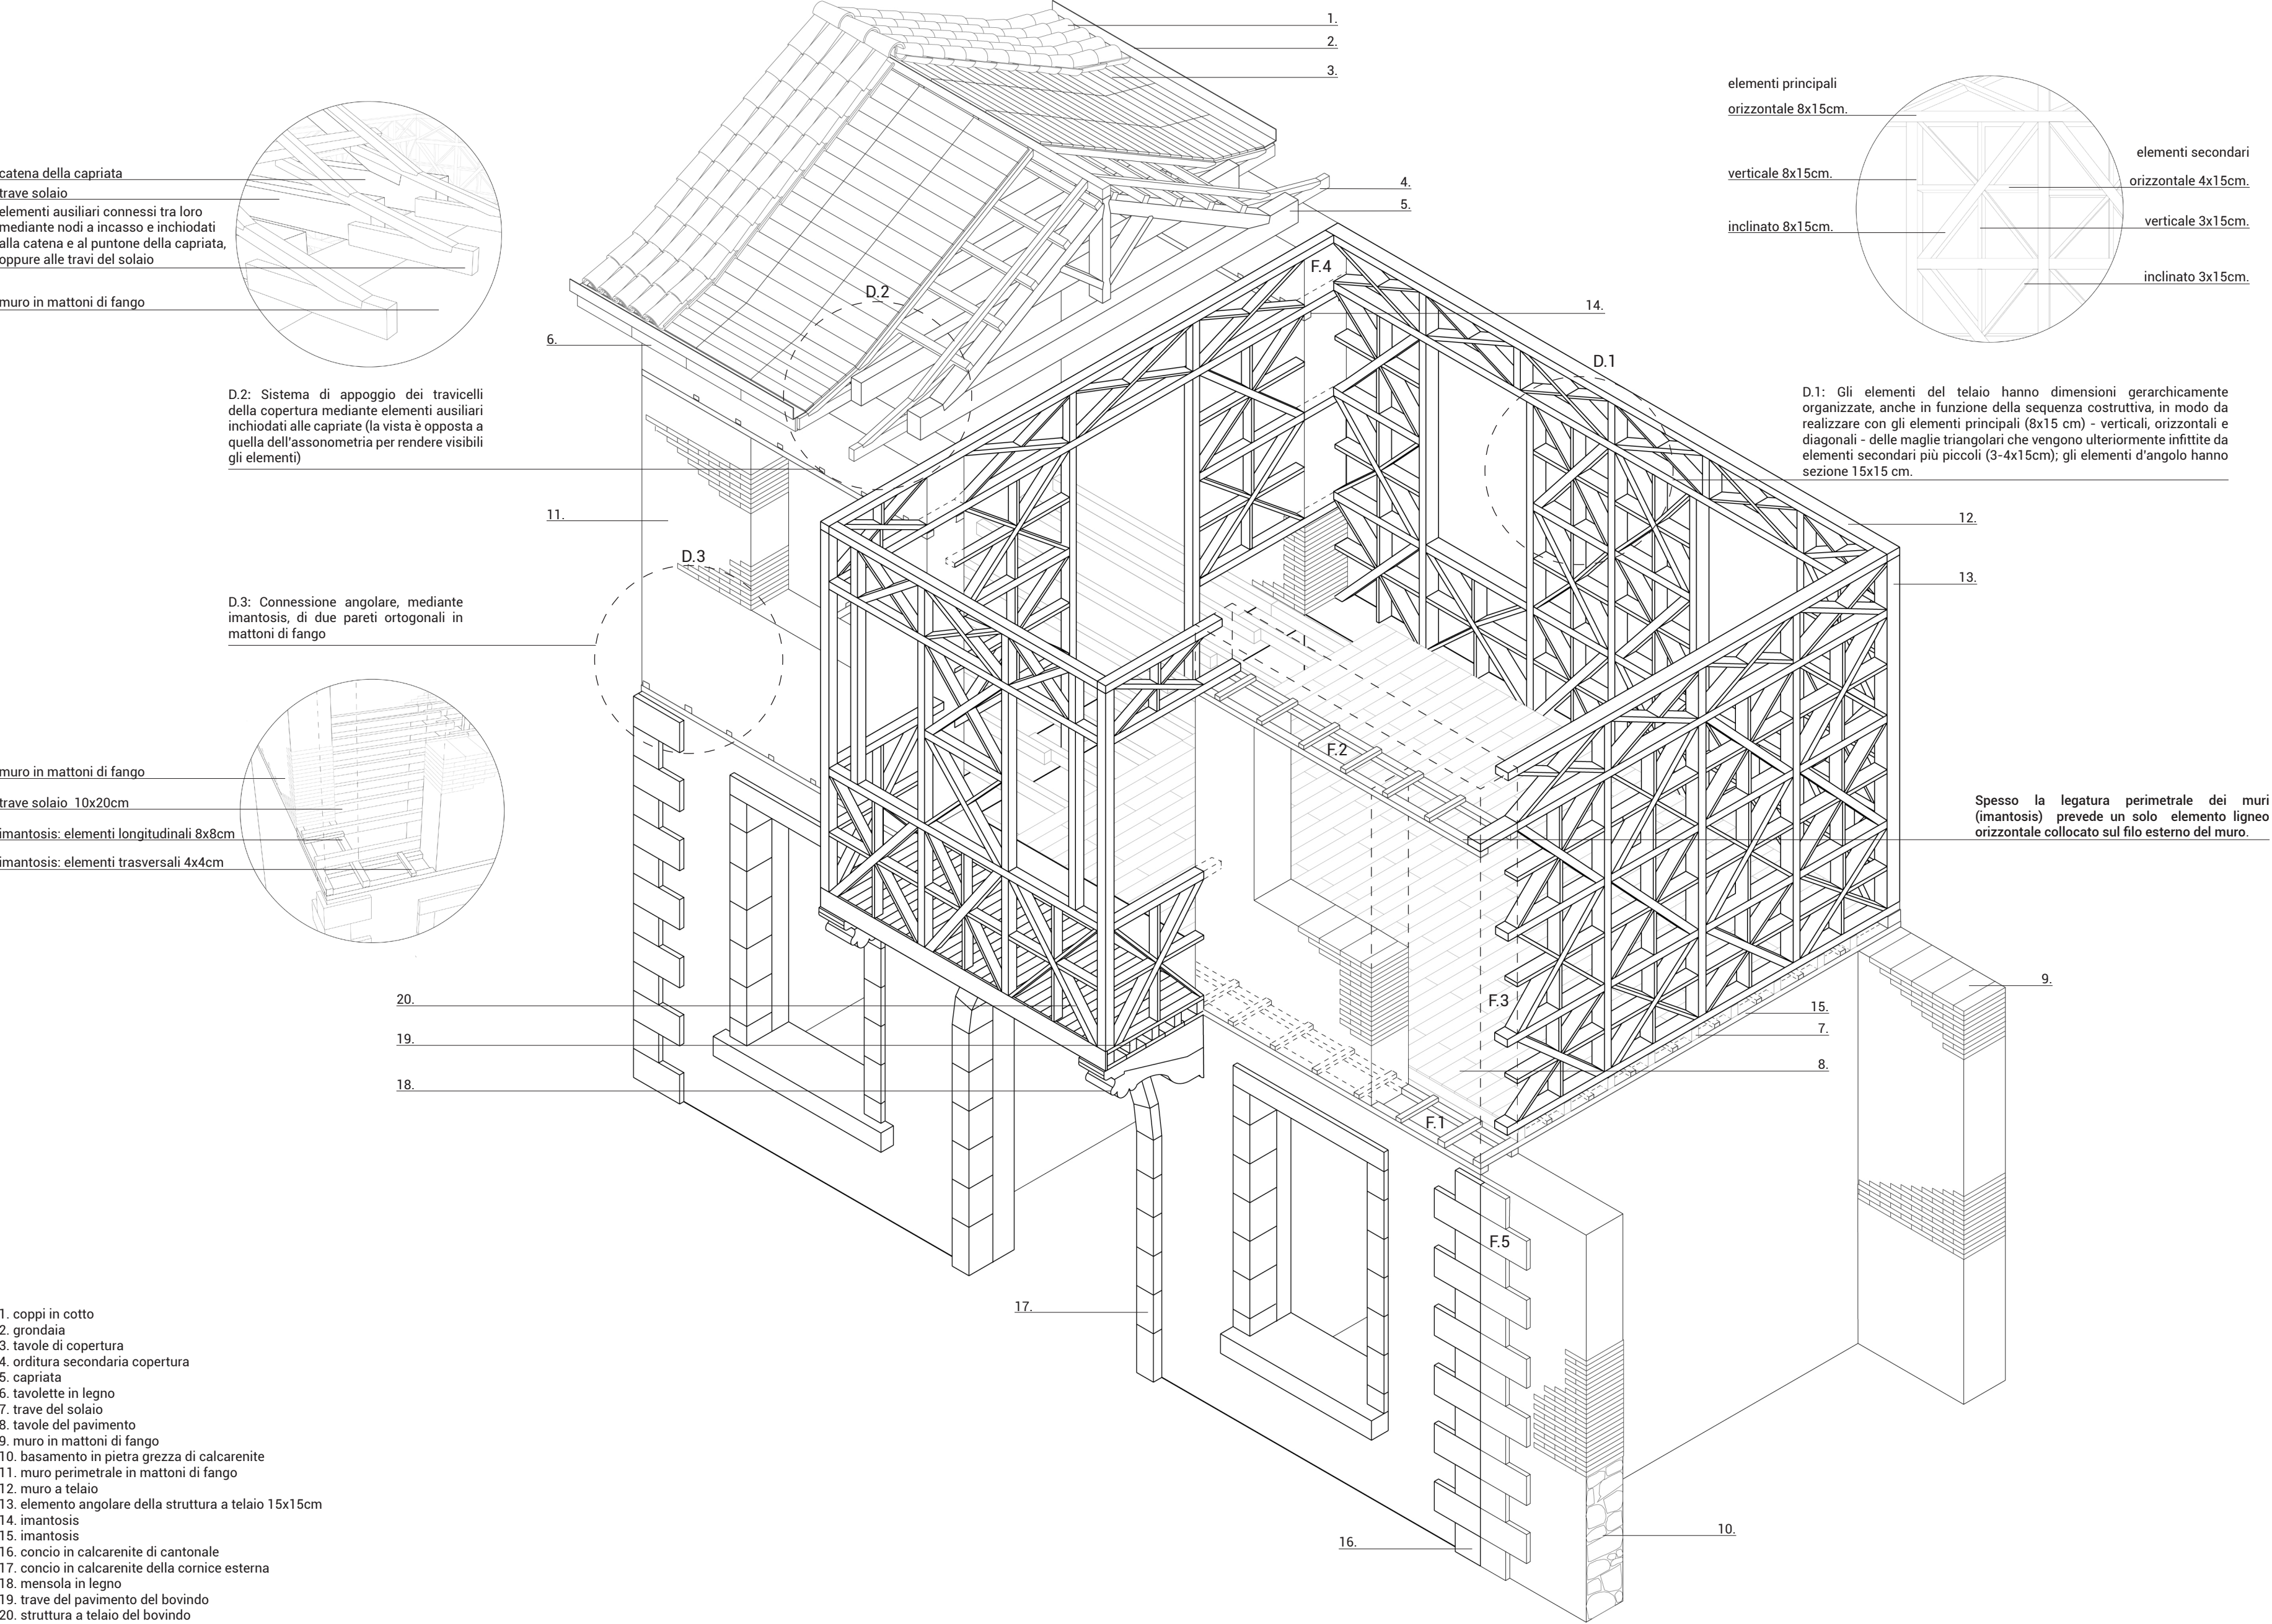 1.
2.
3.
4.
5.
6.
11.
14.
12.
13.
9.
15.
7.
8.
20.
19.
18.
17.
16.
10.
F.4
D.2
D.1
D.3
F.2
F.3
F.1
F.5
catena della capriata
trave solaio
elementi ausiliari connessi tra loro
mediante nodi a incasso e inchiodati
alla catena e al puntone della capriata,
oppure alle travi del solaio
muro in mattoni di fango
D.2: Sistema di appoggio dei travicelli
della copertura mediante elementi ausiliari
inchiodati alle capriate (la vista è opposta a
quella dell'assonometria per rendere visibili
gli elementi)
D.3: Connessione angolare, mediante
imantosis, di due pareti ortogonali in
mattoni di fango
muro in mattoni di fango
trave solaio 10x20cm
imantosis: elementi longitudinali 8x8cm
imantosis: elementi trasversali 4x4cm
elementi principali
orizzontale 8x15cm.
verticale 8x15cm.
inclinato 8x15cm.
elementi secondari
orizzontale 4x15cm.
verticale 3x15cm.
inclinato 3x15cm.
D.1: Gli elementi del telaio hanno dimensioni gerarchicamente
organizzate, anche in funzione della sequenza costruttiva, in modo da
realizzare con gli elementi principali (8x15 cm) - verticali, orizzontali e
diagonali - delle maglie triangolari che vengono ulteriormente infittite da
elementi secondari più piccoli (3-4x15cm); gli elementi d'angolo hanno
sezione 15x15 cm.
Spesso la legatura perimetrale dei muri
(imantosis) prevede un solo elemento ligneo
orizzontale collocato sul filo esterno del muro.
1. coppi in cotto
2. grondaia
3. tavole di copertura
4. orditura secondaria copertura
5. capriata
6. tavolette in legno
7. trave del solaio
8. tavole del pavimento
9. muro in mattoni di fango
10. basamento in pietra grezza di calcarenite
11. muro perimetrale in mattoni di fango
12. muro a telaio
13. elemento angolare della struttura a telaio 15x15cm
14. imantosis
15. imantosis
16. concio in calcarenite di cantonale
17. concio in calcarenite della cornice esterna
18. mensola in legno
19. trave del pavimento del bovindo
20. struttura a telaio del bovindo